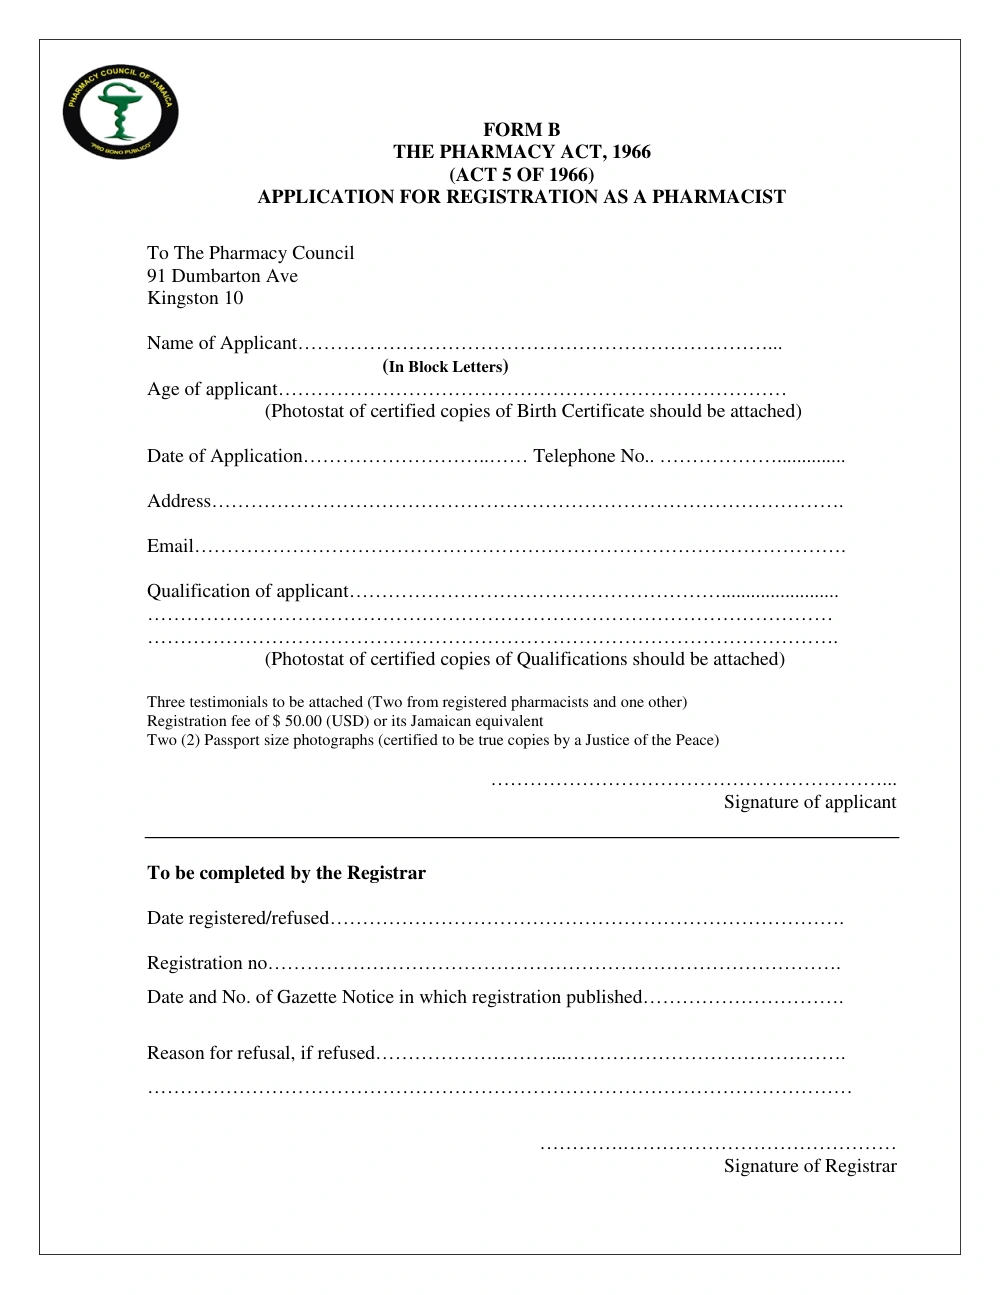 PHARMACY COUNCIL OF JAMAICA
"PRO BONO PUBLICO"
FORM B
THE PHARMACY ACT, 1966
(ACT 5 OF 1966)
APPLICATION FOR REGISTRATION AS A PHARMACIST
To The Pharmacy Council
91 Dumbarton Ave
Kingston 10
Name of Applicant……………………………………………………………………...
(In Block Letters)
Age of applicant……………………………………………………………………………
(Photostat of certified copies of Birth Certificate should be attached)
Date of Application………………………..…… Telephone No.. ………………..............
Address…………………………………………………………………………………….
Email……………………………………………………………………………………….
Qualification of applicant…………………………………………………........................
……………………………………………………………………………………………
…………………………………………………………………………………………….
(Photostat of certified copies of Qualifications should be attached)
Three testimonials to be attached (Two from registered pharmacists and one other)
Registration fee of $ 50.00 (USD) or its Jamaican equivalent
Two (2) Passport size photographs (certified to be true copies by a Justice of the Peace)
……………………………………………………...
Signature of applicant
To be completed by the Registrar
Date registered/refused…………………………………………………………………….
Registration no…………………………………………………………………………….
Date and No. of Gazette Notice in which registration published………………………….
Reason for refusal, if refused………………………...…………………………………….
………………………………………………………………………………………………
………….……………………………………
Signature of Registrar